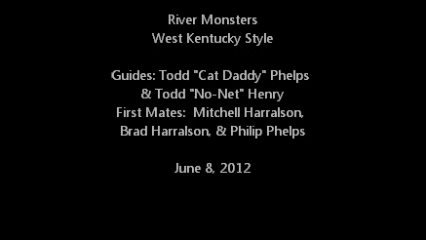 River Monsters
West Kentucky Style
Guides: Todd "Cat Daddy" Phelps
& Todd "No-Net" Henry
First Mates:  Mitchell Harralson,
Brad Harralson, & Philip Phelps
June 8, 2012